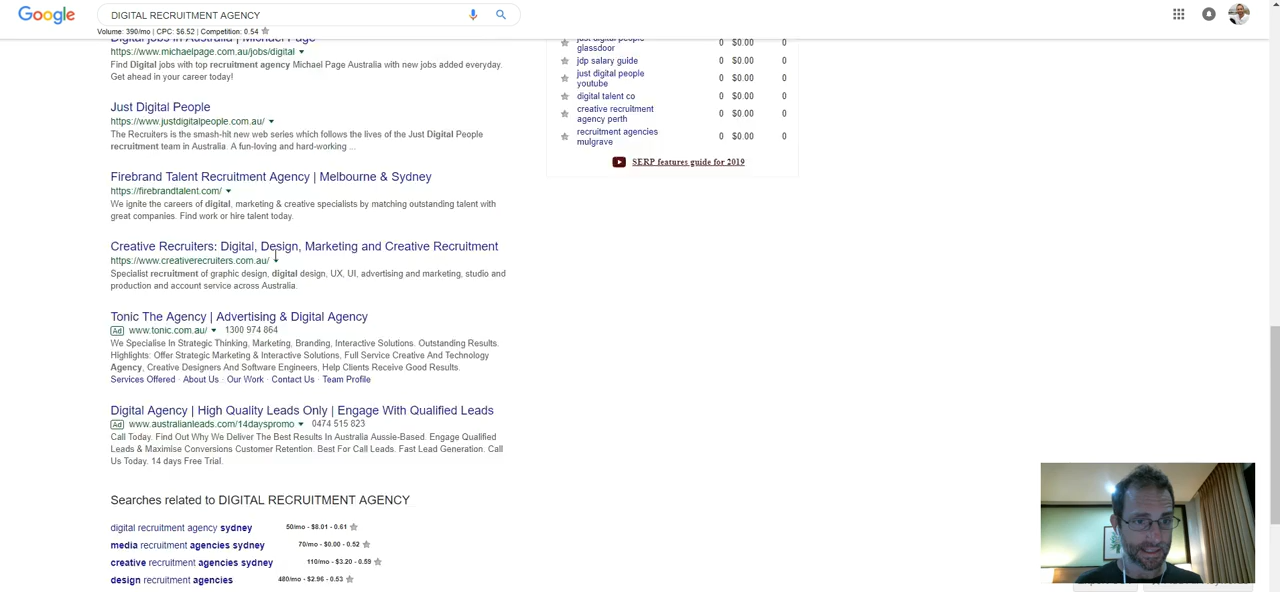 Google
DIGITAL RECRUITMENT AGENCY
Volume: 390/mo | CPC: $6.52 | Competition: 0.54
Digital jobs in Australia | Michael Page
https://www.michaelpage.com.au/jobs/digital
Find Digital jobs with top recruitment agency Michael Page Australia with new jobs added everyday.
Get ahead in your career today!
Just Digital People
https://www.justdigitalpeople.com.au/
The Recruiters is the smash-hit new web series which follows the lives of the Just Digital People
recruitment team in Australia. A fun-loving and hard-working ...
Firebrand Talent Recruitment Agency | Melbourne & Sydney
https://firebrandtalent.com/
We ignite the careers of digital, marketing & creative specialists by matching outstanding talent with
great companies. Find work or hire talent today.
Creative Recruiters: Digital, Design, Marketing and Creative Recruitment
https://www.creativerecruiters.com.au/
Specialist recruitment of graphic design, digital design, UX, UI, advertising and marketing, studio and
production and account service across Australia.
Tonic The Agency | Advertising & Digital Agency
Ad www.tonic.com.au/ 1300 974 864
We Specialise In Strategic Thinking, Marketing, Branding, Interactive Solutions. Outstanding Results.
Highlights: Offer Strategic Marketing & Interactive Solutions, Full Service Creative And Technology
Agency, Creative Designers And Software Engineers, Help Clients Receive Good Results.
Services Offered · About Us · Our Work · Contact Us · Team Profile
Digital Agency | High Quality Leads Only | Engage With Qualified Leads
Ad www.australianleads.com/14dayspromo 0474 515 823
Call Today. Find Out Why We Deliver The Best Results In Australia Aussie-Based. Engage Qualified
Leads & Maximise Conversions Customer Retention. Best For Call Leads. Fast Lead Generation. Call
Us Today. 14 days Free Trial.
Searches related to DIGITAL RECRUITMENT AGENCY
digital recruitment agency sydney 50/mo - $8.01 - 0.61
media recruitment agencies sydney 70/mo - $0.00 - 0.52
creative recruitment agencies sydney 110/mo - $3.20 - 0.59
design recruitment agencies 480/mo - $2.96 - 0.53
just digital people
glassdoor 0 $0.00 0
jdp salary guide 0 $0.00 0
just digital people
youtube 0 $0.00 0
digital talent co 0 $0.00 0
creative recruitment
agency perth 0 $0.00 0
recruitment agencies
mulgrave 0 $0.00 0
SERP features guide for 2019